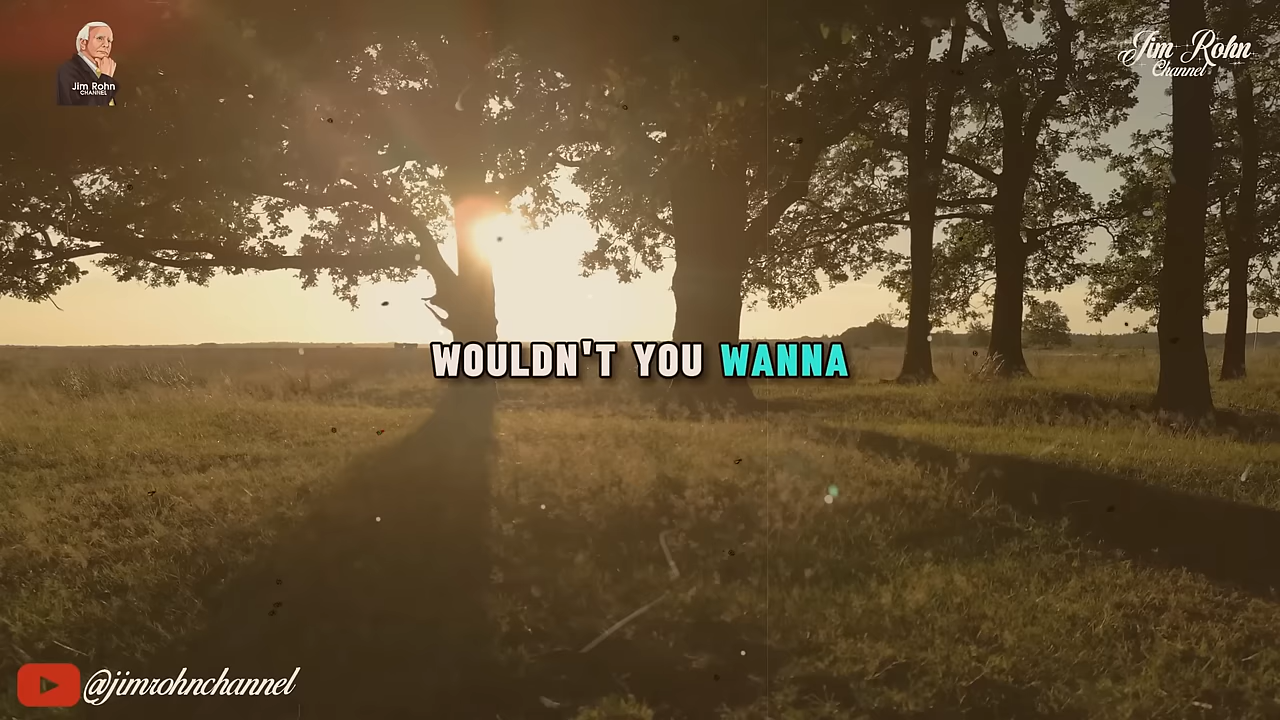 Jim Rohn
CHANNEL
Jim Rohn
Channel
WOULDN'T YOU WANNA
@jimrohnchannel